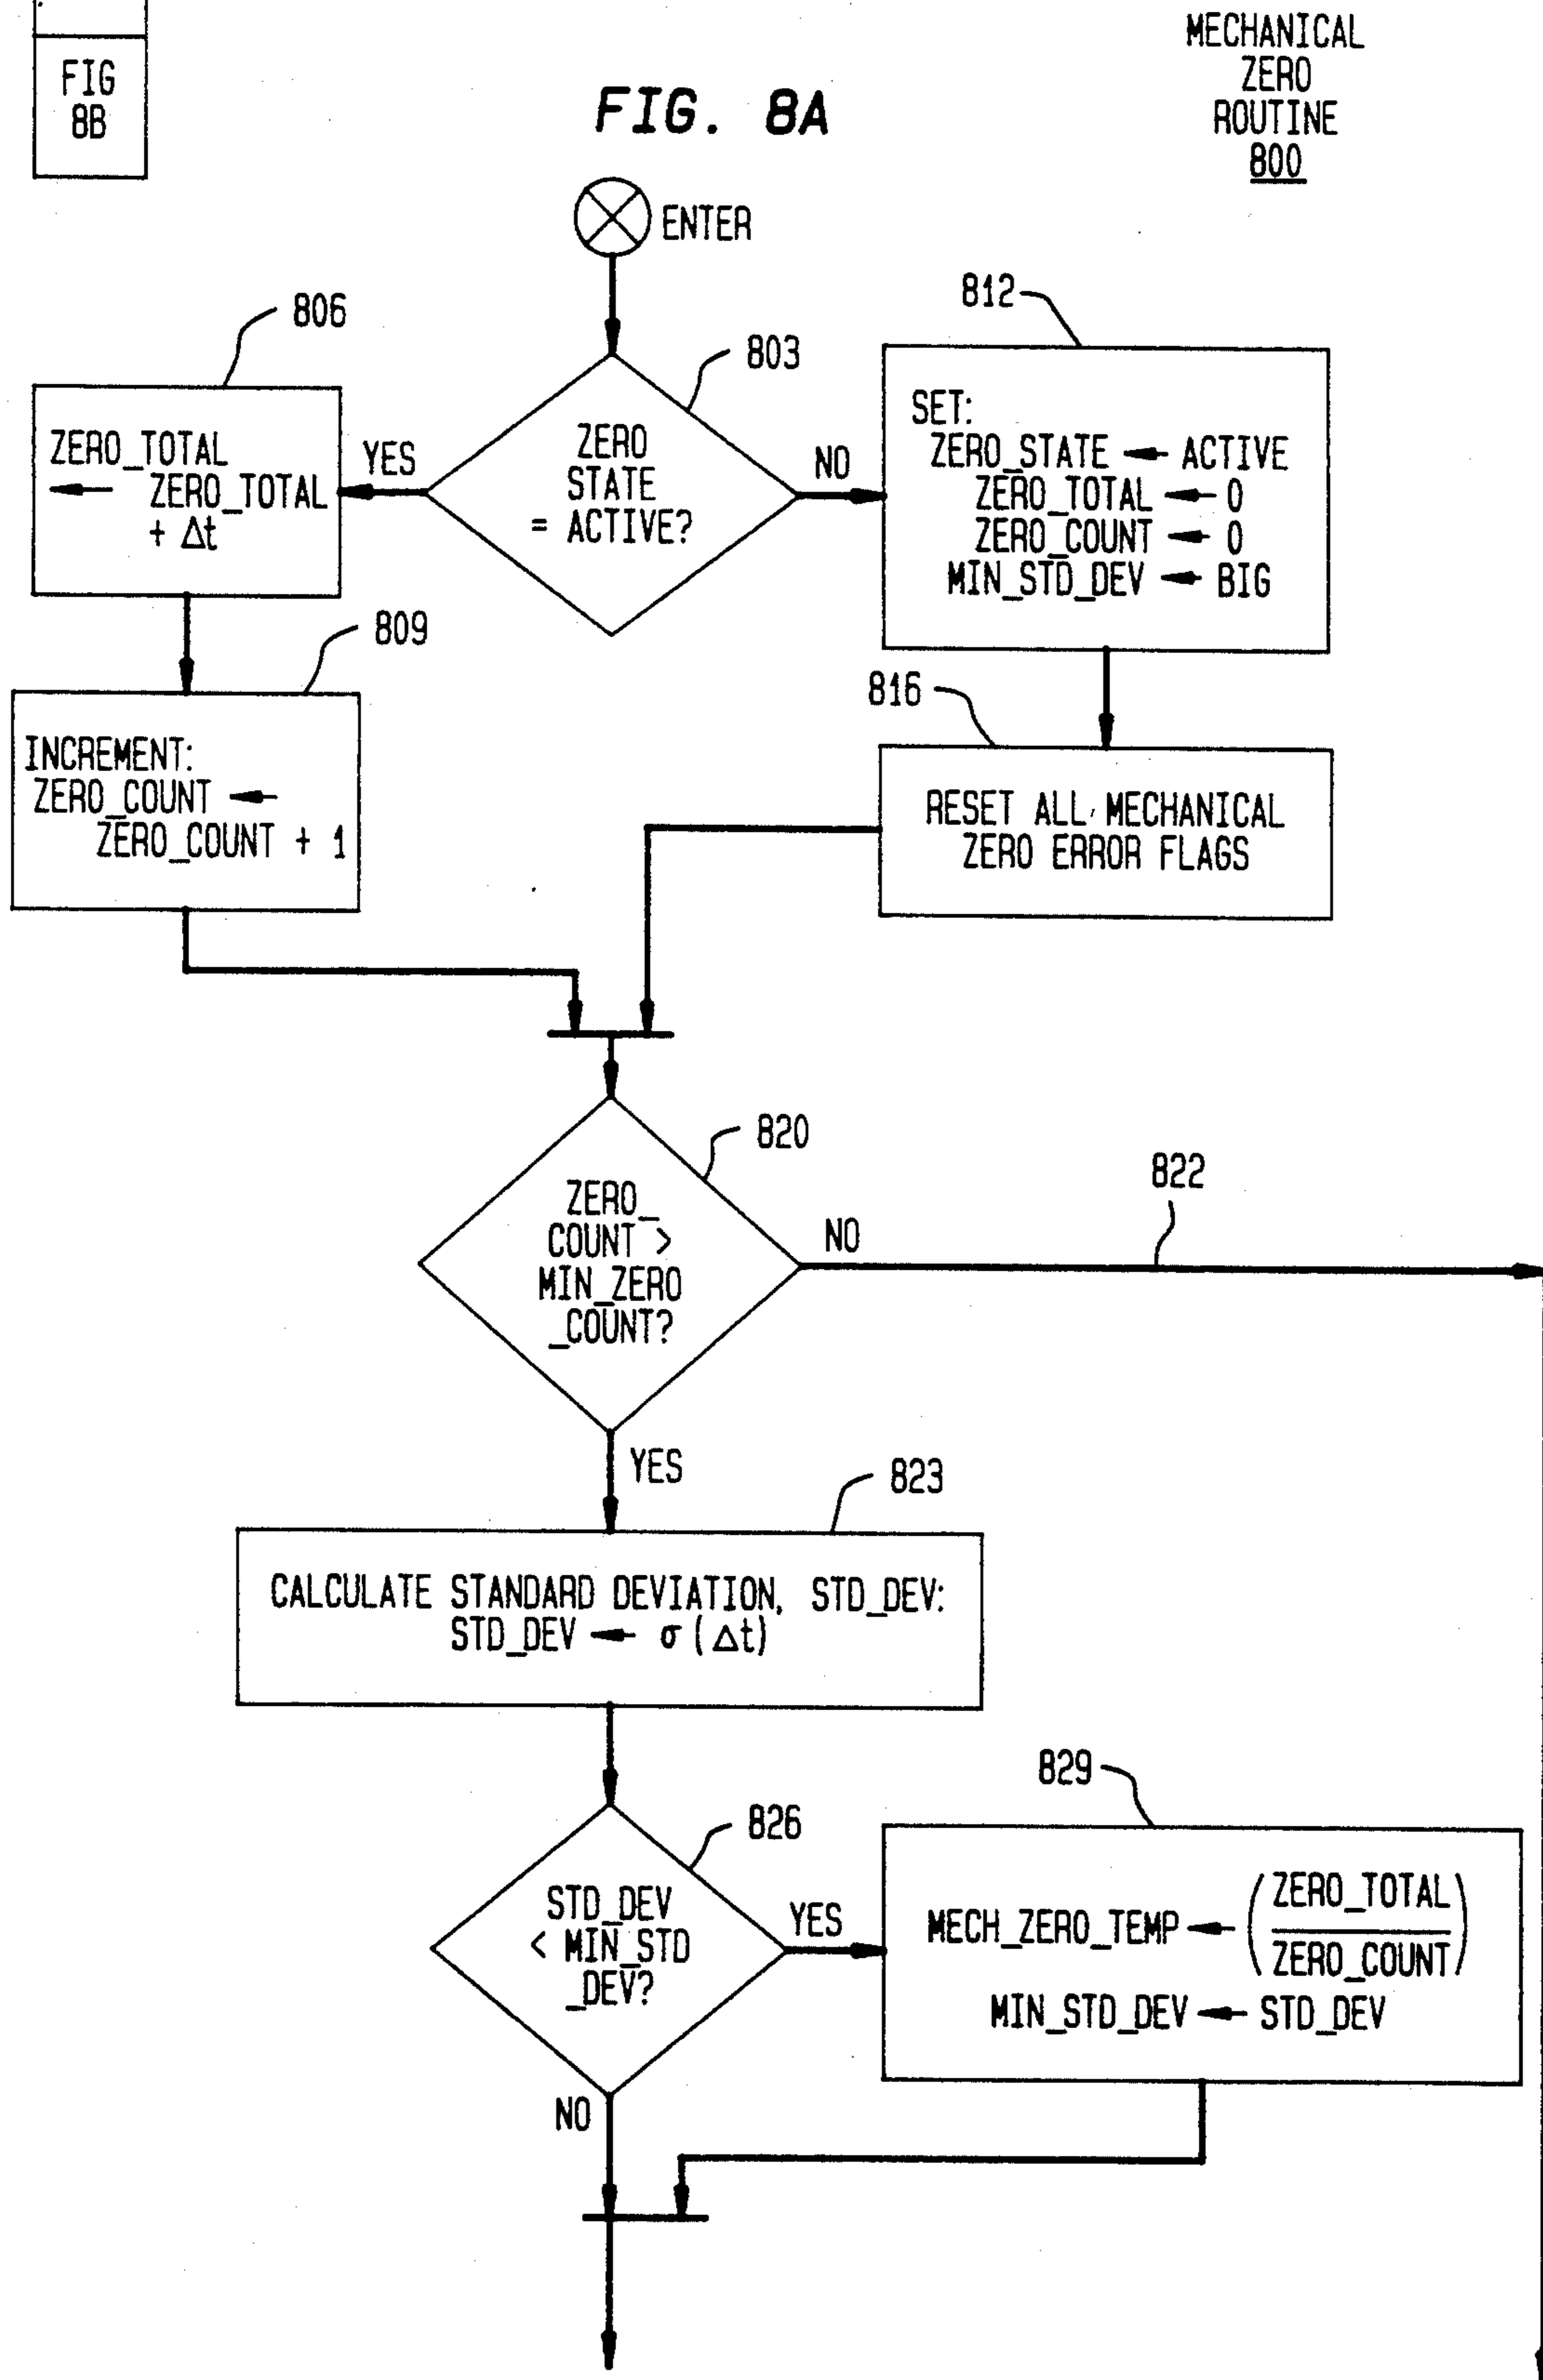 FIG
8B
FIG. 8A
MECHANICAL
ZERO
ROUTINE
800
ENTER
806
803
812
ZERO_TOTAL
← ZERO_TOTAL
+ Δt
YES
ZERO
STATE
= ACTIVE?
NO
SET:
ZERO_STATE ← ACTIVE
ZERO_TOTAL ← 0
ZERO_COUNT ← 0
MIN_STD_DEV ← BIG
809
816
INCREMENT:
ZERO_COUNT ←
ZERO_COUNT + 1
RESET ALL MECHANICAL
ZERO ERROR FLAGS
820
ZERO_
COUNT >
MIN_ZERO
_COUNT?
NO
822
YES
823
CALCULATE STANDARD DEVIATION, STD_DEV:
STD_DEV ← σ (Δt)
826
829
STD_DEV
< MIN_STD
_DEV?
YES
MECH_ZERO_TEMP ← (ZERO_TOTAL
ZERO_COUNT)
MIN_STD_DEV ← STD_DEV
NO